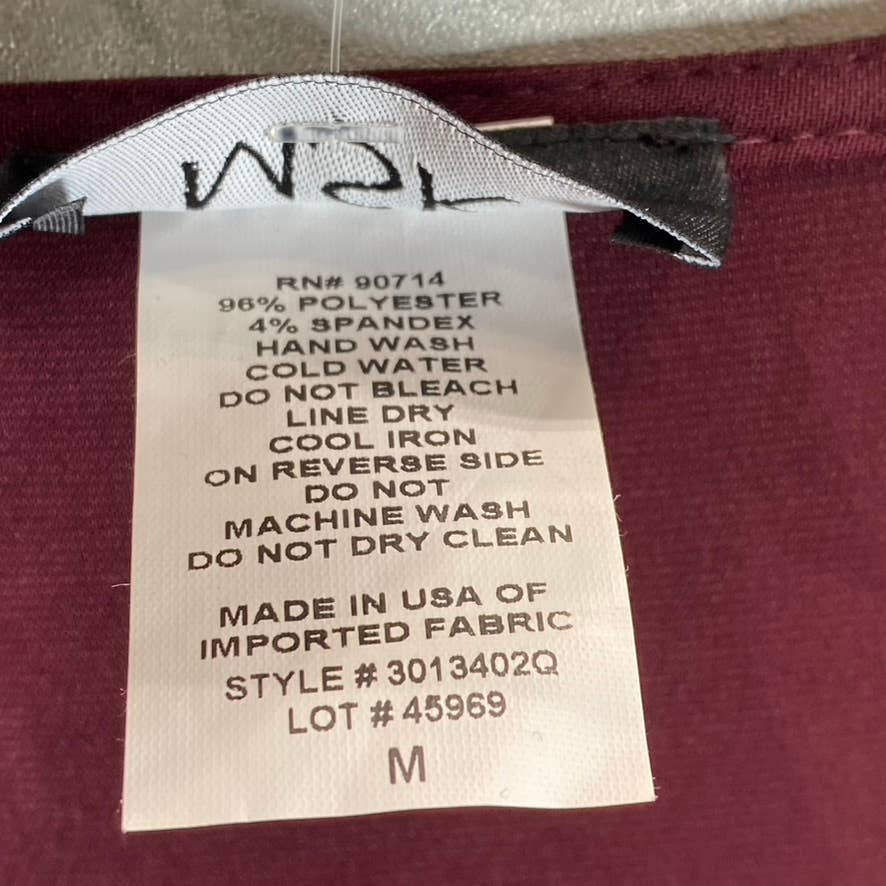 RN# 90714
96% POLYESTER
4% SPANDEX
HAND WASH
COLD WATER
DO NOT BLEACH
LINE DRY
COOL IRON
ON REVERSE SIDE
DO NOT
MACHINE WASH
DO NOT DRY CLEAN
MADE IN USA OF
IMPORTED FABRIC
STYLE # 3013402Q
LOT # 45969
M